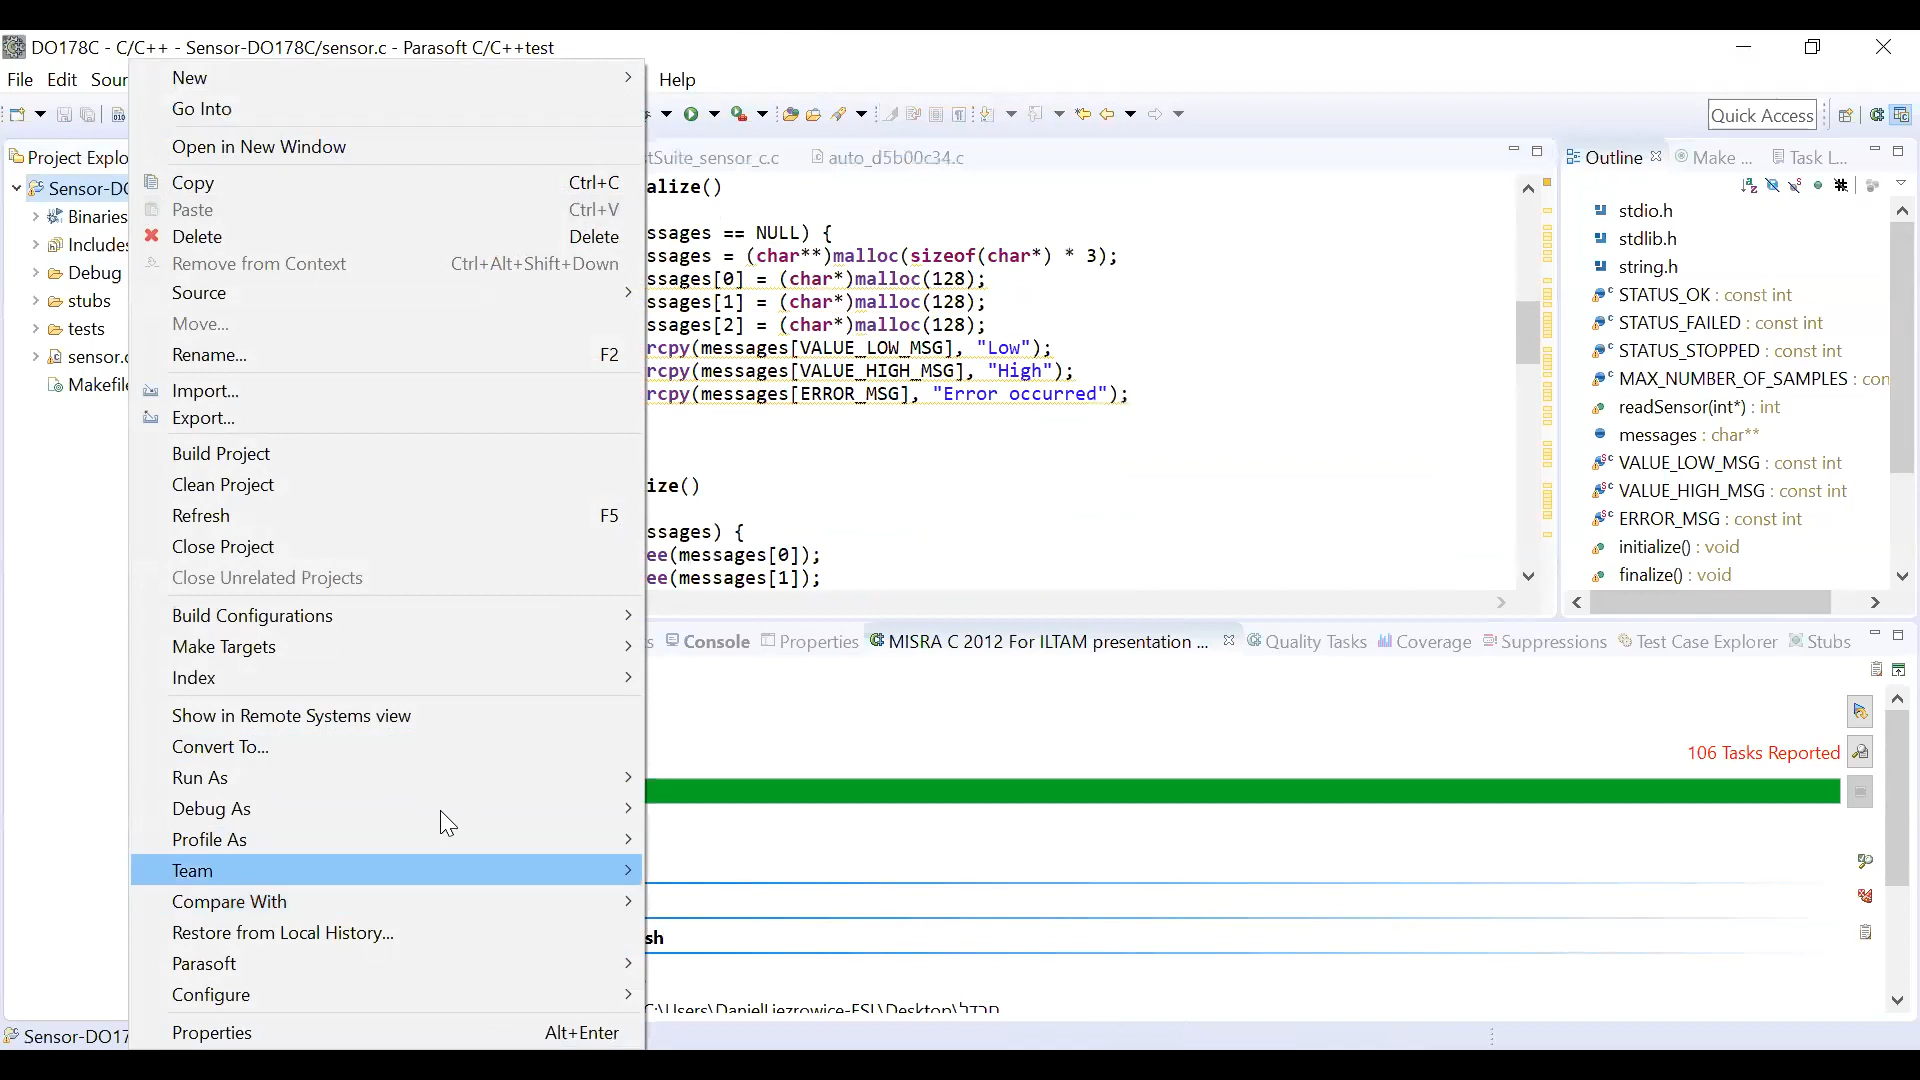 DO178C - C/C++ - Sensor-DO178C/sensor.c - Parasoft C/C++test
File Edit Sour Help
Quick Access
Project Explo
Sensor-DO
Binaries
Includes
Debug
stubs
tests
sensor.c
Makefile
New
Go Into
Open in New Window
Copy Ctrl+C
Paste Ctrl+V
Delete Delete
Remove from Context Ctrl+Alt+Shift+Down
Source
Move...
Rename... F2
Import...
Export...
Build Project
Clean Project
Refresh F5
Close Project
Close Unrelated Projects
Build Configurations
Make Targets
Index
Show in Remote Systems view
Convert To...
Run As
Debug As
Profile As
Team
Compare With
Restore from Local History...
Parasoft
Configure
Properties Alt+Enter
stSuite_sensor_c.c auto_d5b00c34.c
alize()
ssages == NULL) {
ssages = (char**)malloc(sizeof(char*) * 3);
ssages[0] = (char*)malloc(128);
ssages[1] = (char*)malloc(128);
ssages[2] = (char*)malloc(128);
rcpy(messages[VALUE_LOW_MSG], "Low");
rcpy(messages[VALUE_HIGH_MSG], "High");
rcpy(messages[ERROR_MSG], "Error occurred");
ize()
ssages) {
ee(messages[0]);
ee(messages[1]);
Outline Make ... Task L...
stdio.h
stdlib.h
string.h
STATUS_OK : const int
STATUS_FAILED : const int
STATUS_STOPPED : const int
MAX_NUMBER_OF_SAMPLES : con
readSensor(int*) : int
messages : char**
VALUE_LOW_MSG : const int
VALUE_HIGH_MSG : const int
ERROR_MSG : const int
initialize() : void
finalize() : void
s Console Properties MISRA C 2012 For ILTAM presentation ... Quality Tasks Coverage Suppressions Test Case Explorer Stubs
106 Tasks Reported
sh
C:\Users\DanielLiezrowice-ESL\Desktop\
Sensor-DO17